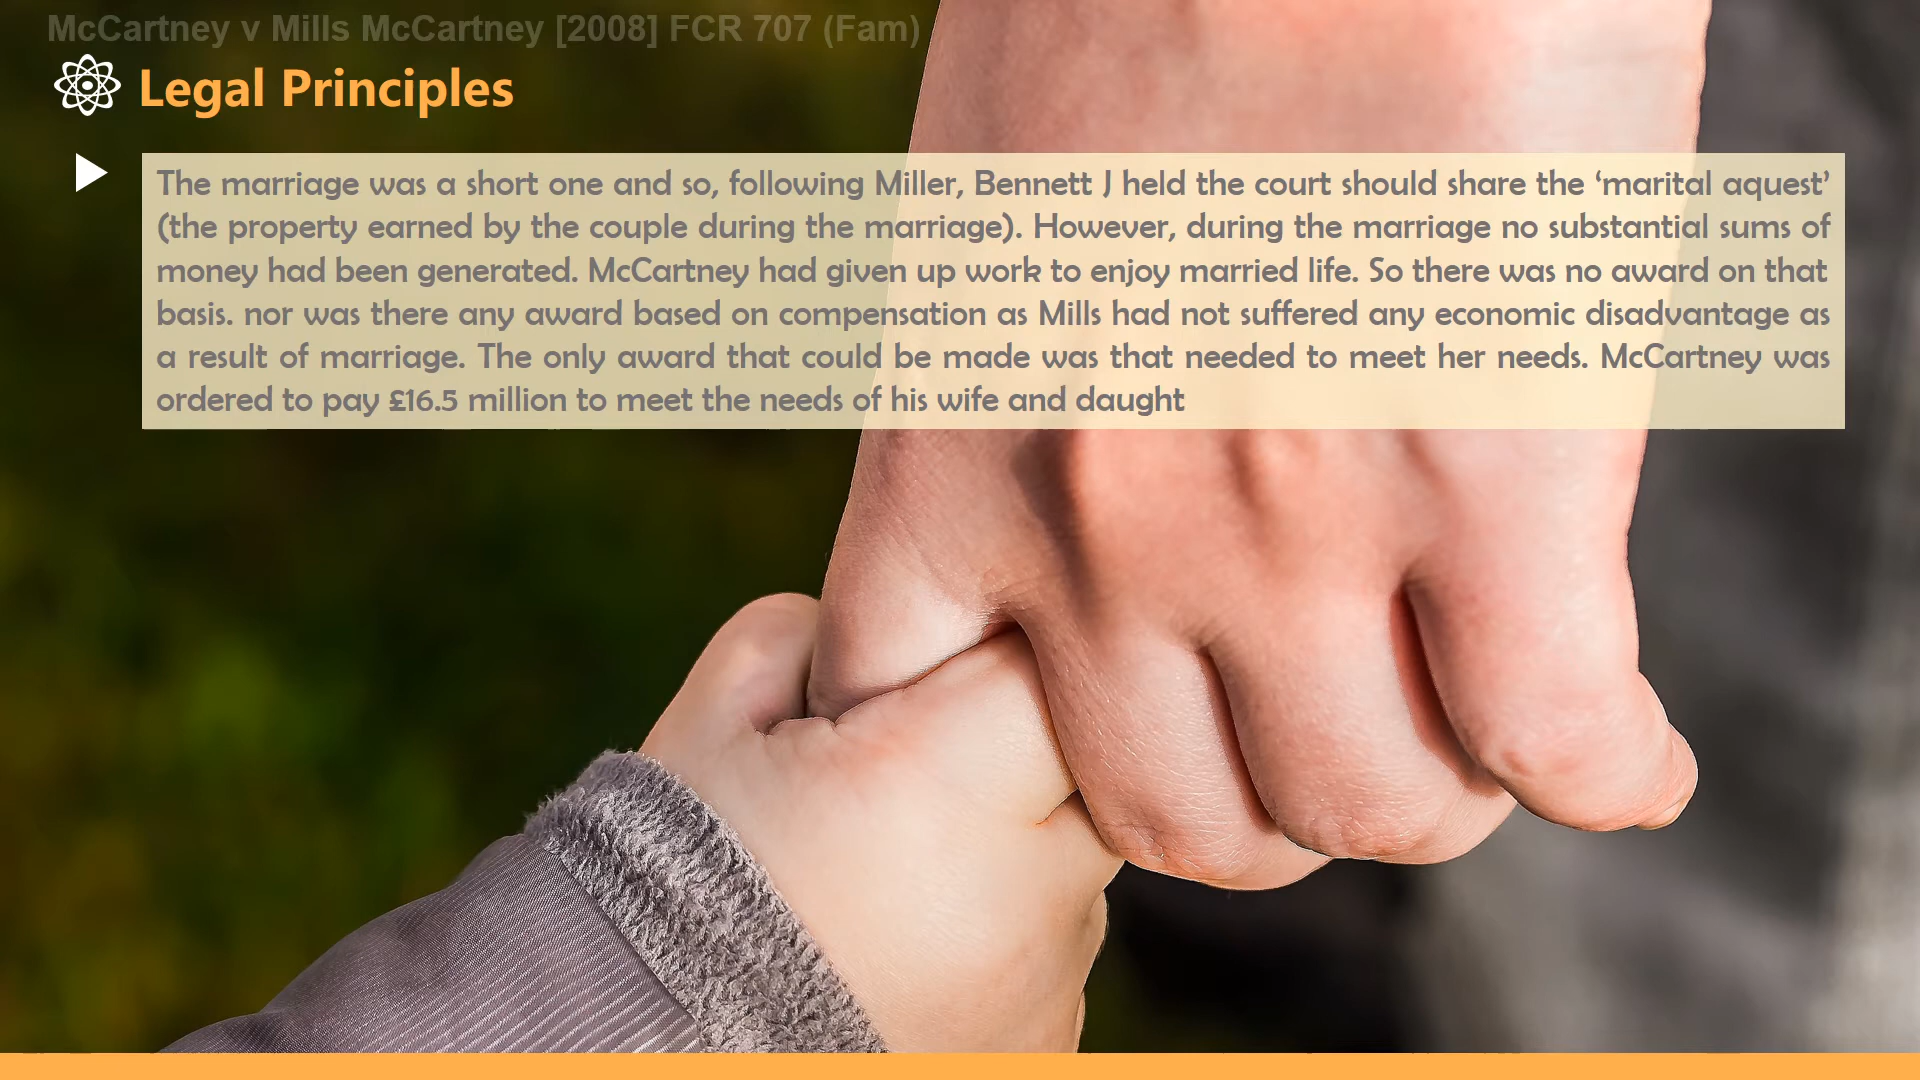 McCartney v Mills McCartney [2008] FCR 707 (Fam)
Legal Principles
The marriage was a short one and so, following Miller, Bennett J held the court should share the ‘marital aquest’
(the property earned by the couple during the marriage). However, during the marriage no substantial sums of
money had been generated. McCartney had given up work to enjoy married life. So there was no award on that
basis. nor was there any award based on compensation as Mills had not suffered any economic disadvantage as
a result of marriage. The only award that could be made was that needed to meet her needs. McCartney was
ordered to pay £16.5 million to meet the needs of his wife and daught